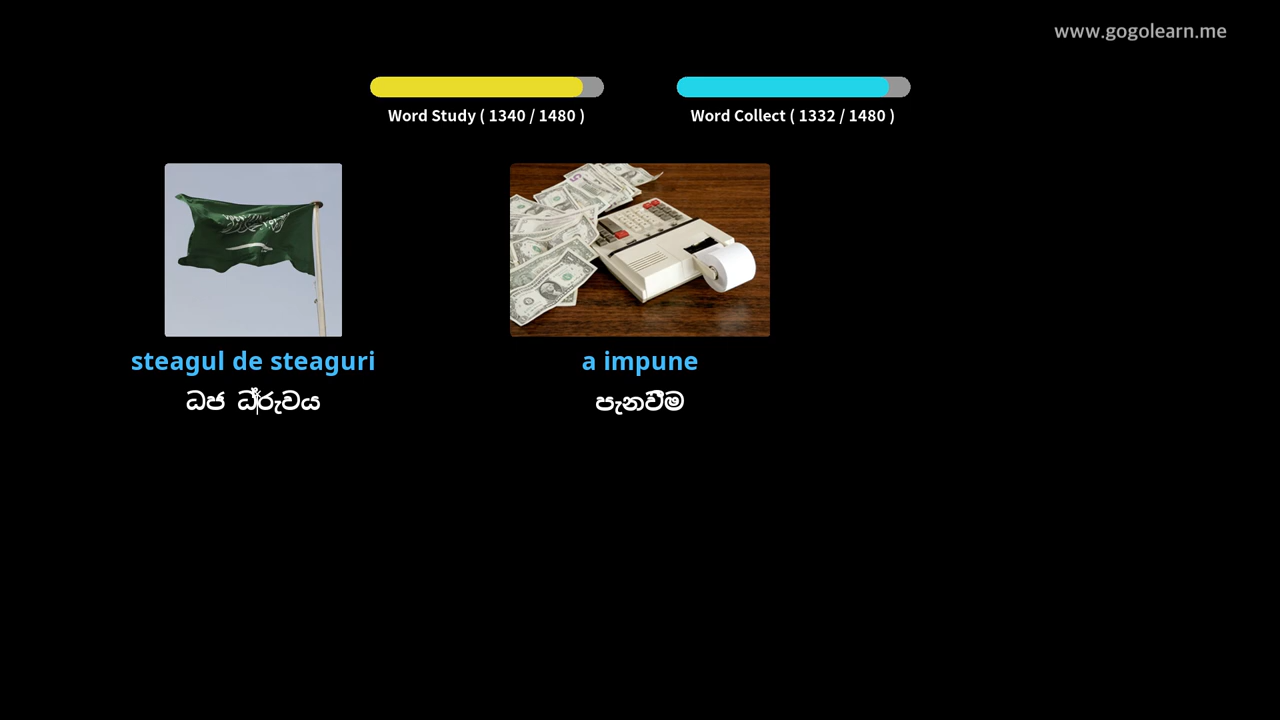 www.gogolearn.me
Word Study ( 1340 / 1480 )
Word Collect ( 1332 / 1480 )
steagul de steaguri
a impune
ධජ ධ්‍රැවය
පැනවීම